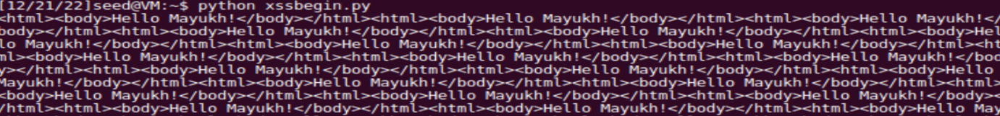 [12/21/22]seed@VM:~$ python xssbegin.py
<html><body>Hello Mayukh!</body></html><html><body>Hello Mayukh!</body></html><html><body>Hello Mayukh!</
body></html><html><body>Hello Mayukh!</body></html><html><body>Hello Mayukh!</body></html><html><body>Hel
lo Mayukh!</body></html><html><body>Hello Mayukh!</body></html><html><body>Hello Mayukh!</body></html><ht
ml><body>Hello Mayukh!</body></html><html><body>Hello Mayukh!</body></html><html><body>Hello Mayukh!</bod
y></html><html><body>Hello Mayukh!</body></html><html><body>Hello Mayukh!</body></html><html><body>Hello 
Mayukh!</body></html><html><body>Hello Mayukh!</body></html><html><body>Hello Mayukh!</body></html><html>
<body>Hello Mayukh!</body></html><html><body>Hello Mayukh!</body></html><html><body>Hello Mayukh!</body><
/html><html><body>Hello Mayukh!</body></html><html><body>Hello Mayukh!</body></html><html><body>Hello May